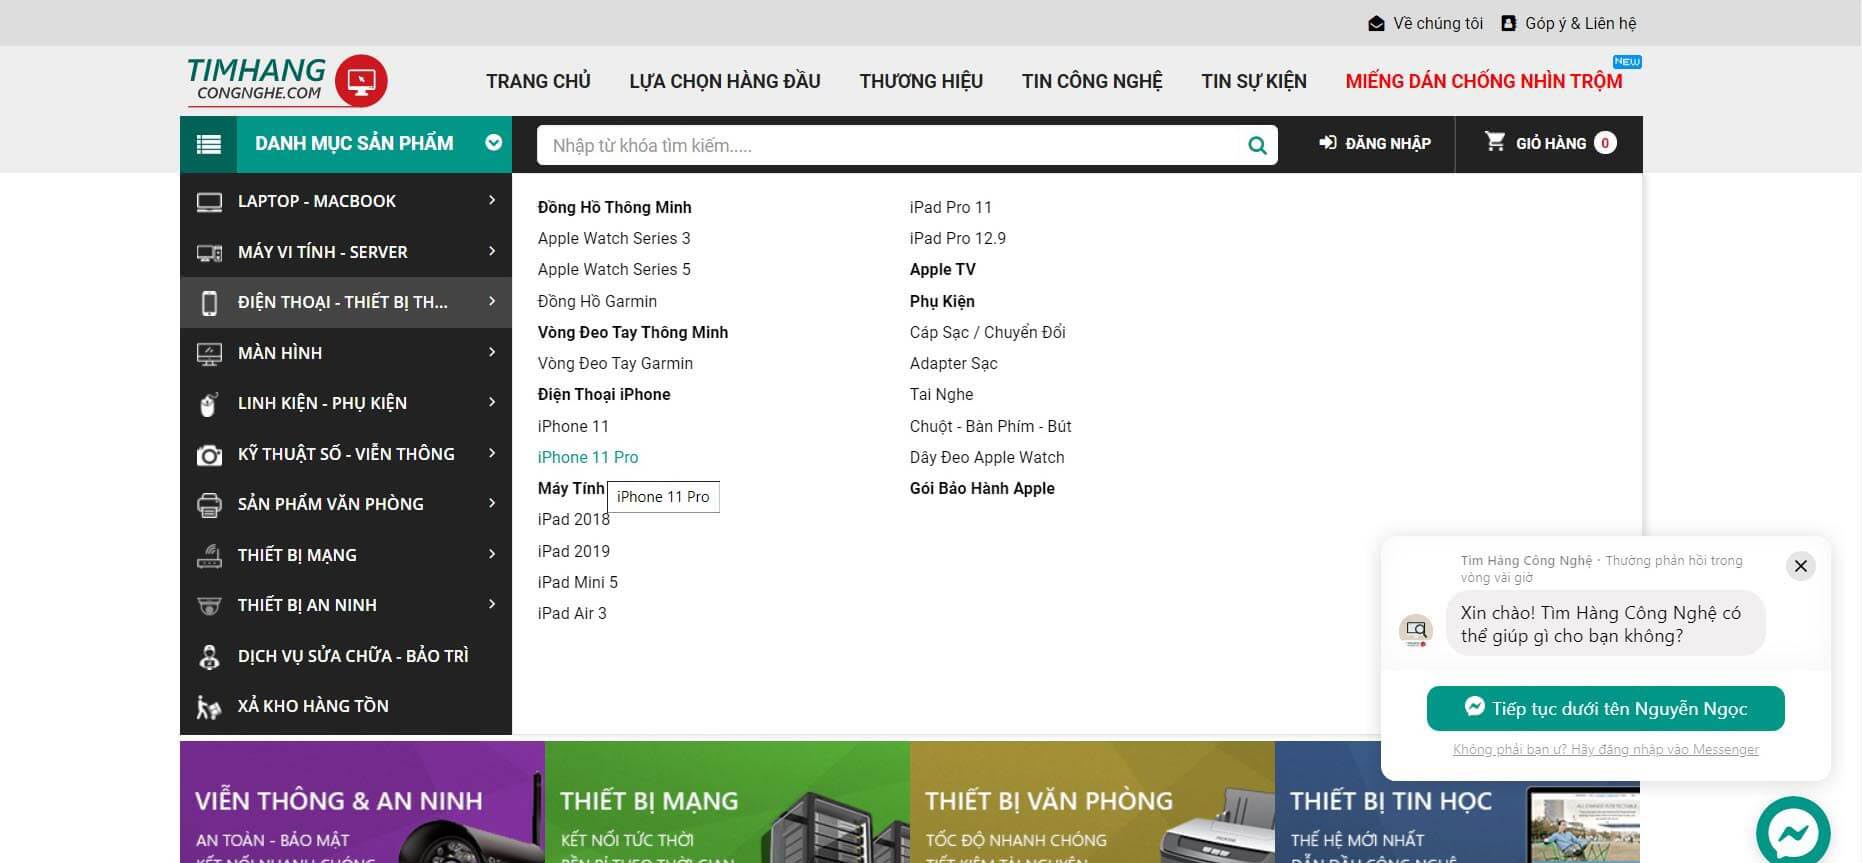 Về chúng tôi
Góp ý & Liên hệ
TIMHANG
CONGNGHE.COM
TRANG CHỦ
LỰA CHỌN HÀNG ĐẦU
THƯƠNG HIỆU
TIN CÔNG NGHỆ
TIN SỰ KIỆN
MIẾNG DÁN CHỐNG NHÌN TRỘM
NEW
DANH MỤC SẢN PHẨM
Nhập từ khóa tìm kiếm.....
ĐĂNG NHẬP
GIỎ HÀNG 0
LAPTOP - MACBOOK
MÁY VI TÍNH - SERVER
ĐIỆN THOẠI - THIẾT BỊ TH...
MÀN HÌNH
LINH KIỆN - PHỤ KIỆN
KỸ THUẬT SỐ - VIỄN THÔNG
SẢN PHẨM VĂN PHÒNG
THIẾT BỊ MẠNG
THIẾT BỊ AN NINH
DỊCH VỤ SỬA CHỮA - BẢO TRÌ
XẢ KHO HÀNG TỒN
Đồng Hồ Thông Minh
Apple Watch Series 3
Apple Watch Series 5
Đồng Hồ Garmin
Vòng Đeo Tay Thông Minh
Vòng Đeo Tay Garmin
Điện Thoại iPhone
iPhone 11
iPhone 11 Pro
Máy Tính
iPhone 11 Pro
iPad 2018
iPad 2019
iPad Mini 5
iPad Air 3
iPad Pro 11
iPad Pro 12.9
Apple TV
Phụ Kiện
Cáp Sạc / Chuyển Đổi
Adapter Sạc
Tai Nghe
Chuột - Bàn Phím - Bút
Dây Đeo Apple Watch
Gói Bảo Hành Apple
Tìm Hàng Công Nghệ · Thường phản hồi trong
vòng vài giờ
Xin chào! Tìm Hàng Công Nghệ có
thể giúp gì cho bạn không?
Tiếp tục dưới tên Nguyễn Ngọc
Không phải bạn ư? Hãy đăng nhập vào Messenger
VIỄN THÔNG & AN NINH
AN TOÀN - BẢO MẬT
KẾT NỐI NHANH CHÓNG
THIẾT BỊ MẠNG
KẾT NỐI TỨC THỜI
BỀN BỈ THEO THỜI GIAN
THIẾT BỊ VĂN PHÒNG
TỐC ĐỘ NHANH CHÓNG
TIẾT KIỆM TÀI NGUYÊN
THIẾT BỊ TIN HỌC
THẾ HỆ MỚI NHẤT
DẪN ĐẦU CÔNG NGHỆ